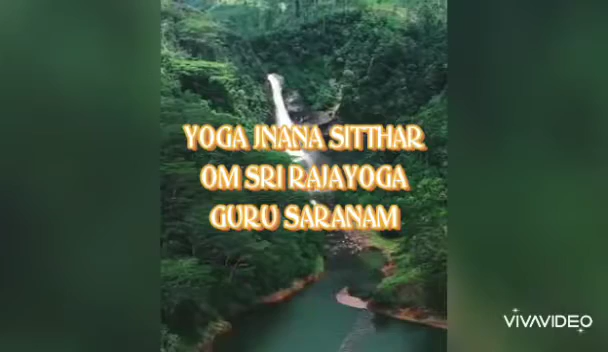 YOGA JNANA SITTHAR
OM SRI RAJAYOGA
GURU SARANAM
VIVAVIDEO